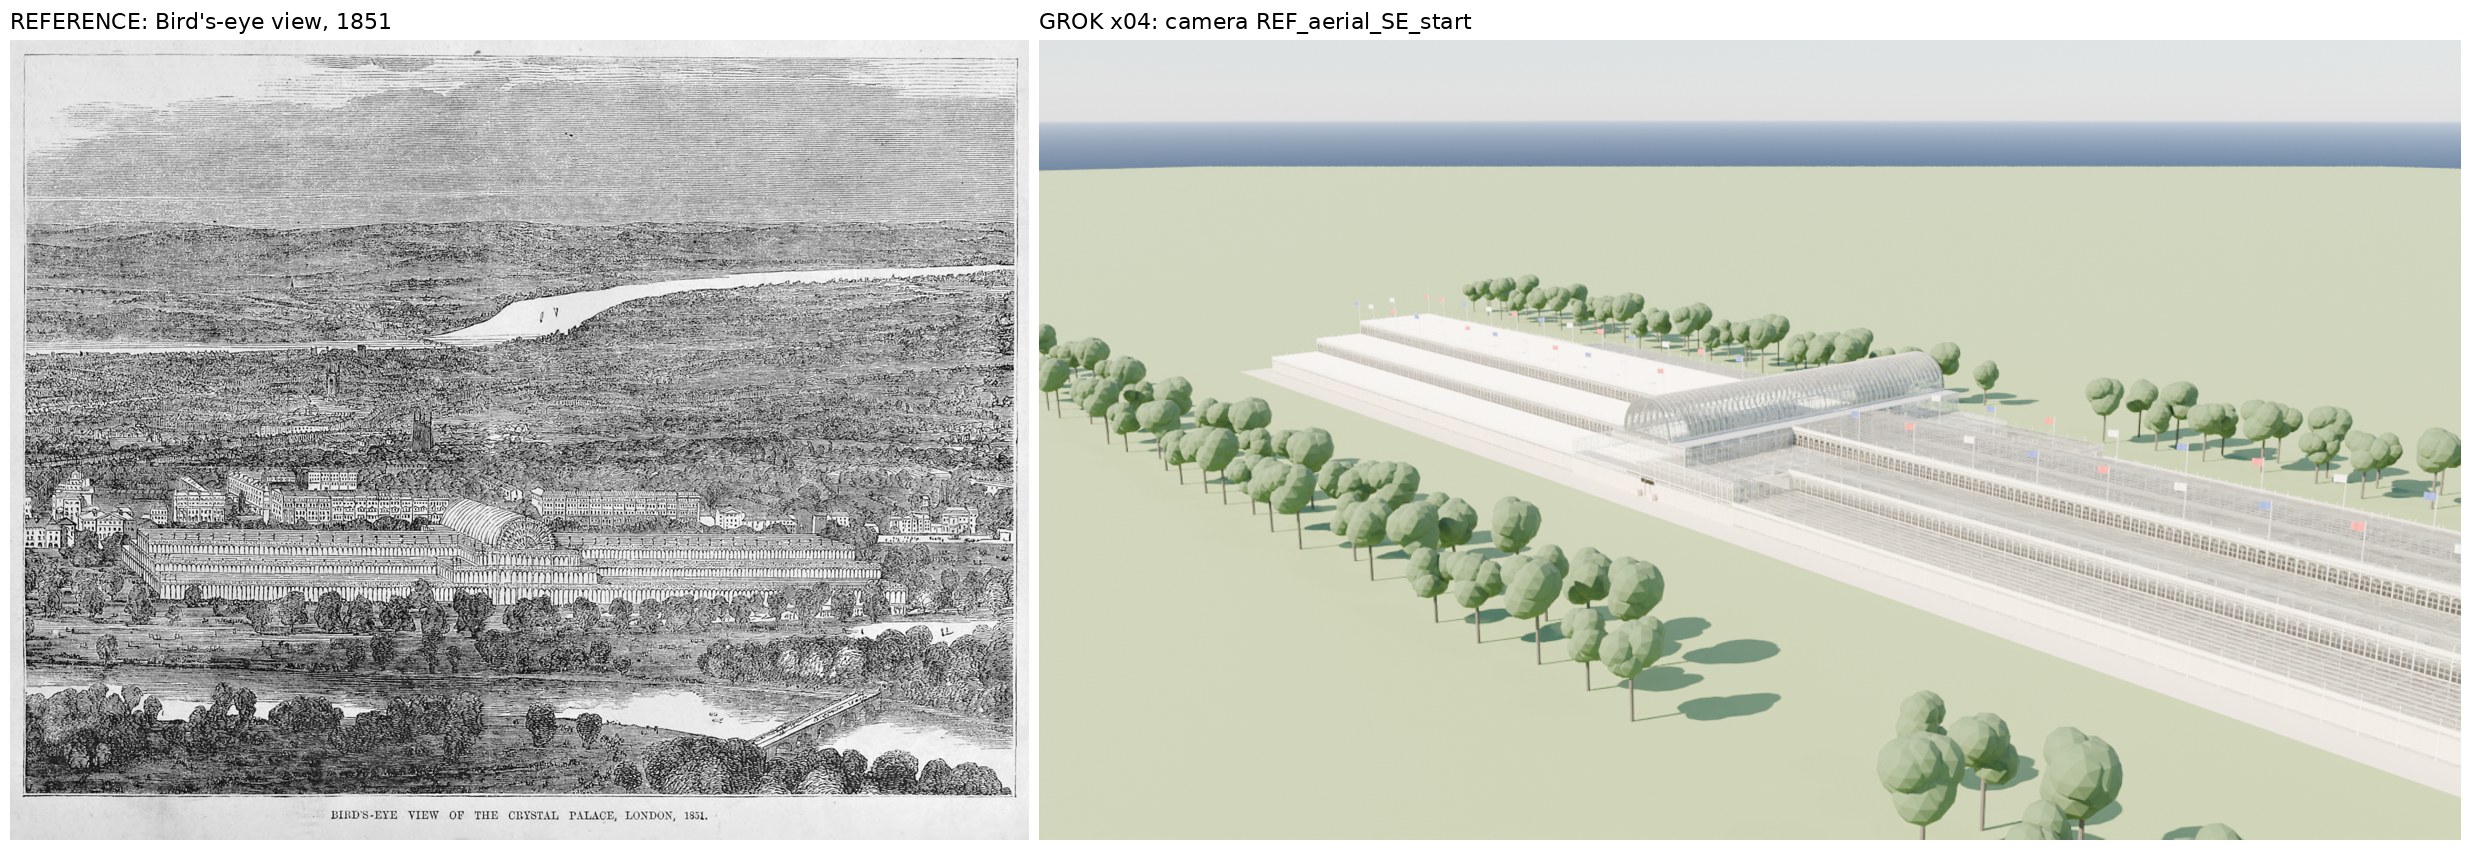 REFERENCE: Bird's-eye view, 1851
GROK x04: camera REF_aerial_SE_start
BIRD'S-EYE VIEW OF THE CRYSTAL PALACE, LONDON, 1851.